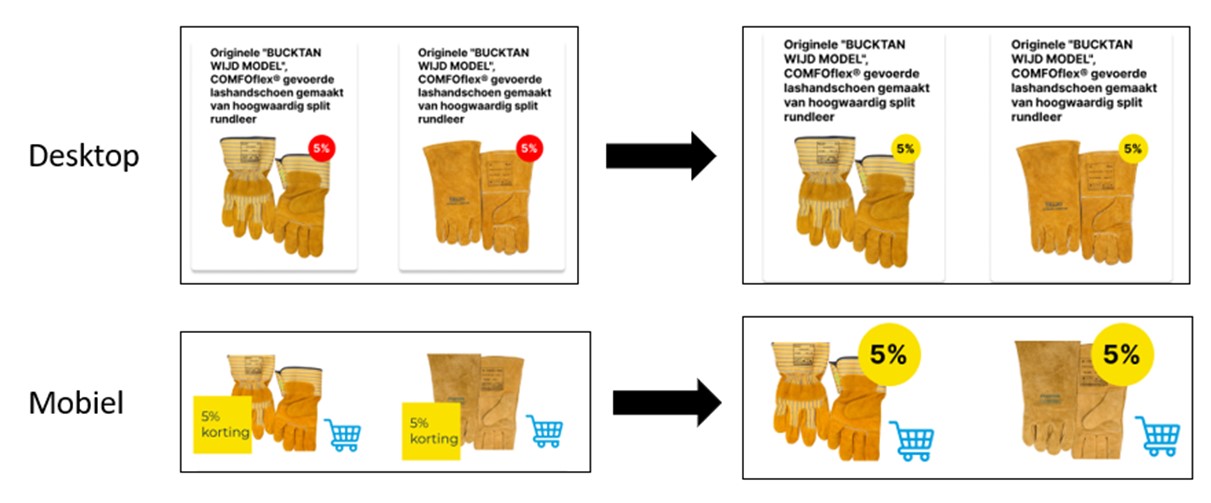 Desktop
Originele "BUCKTAN
WIJD MODEL",
COMFOflex® gevoerde
lashandschoen gemaakt
van hoogwaardig split
rundleer
5%
Originele "BUCKTAN
WIJD MODEL",
COMFOflex® gevoerde
lashandschoen gemaakt
van hoogwaardig split
rundleer
5%
Originele "BUCKTAN
WIJD MODEL",
COMFOflex® gevoerde
lashandschoen gemaakt
van hoogwaardig split
rundleer
5%
Originele "BUCKTAN
WIJD MODEL",
COMFOflex® gevoerde
lashandschoen gemaakt
van hoogwaardig split
rundleer
5%
Mobiel
5%
korting
5%
korting
5%
5%